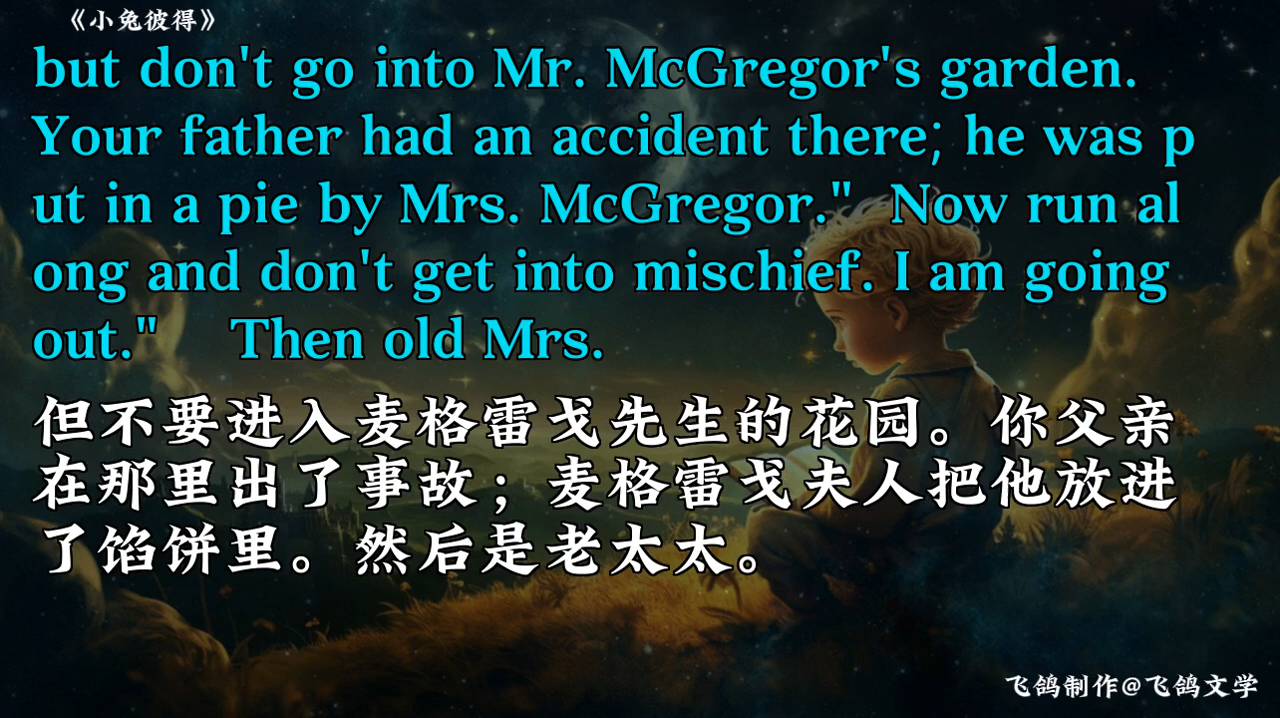 《小兔彼得》
but don't go into Mr. McGregor's garden.
Your father had an accident there; he was p
ut in a pie by Mrs. McGregor."  Now run al
ong and don't get into mischief. I am going
out."    Then old Mrs.
但不要进入麦格雷戈先生的花园。你父亲
在那里出了事故；麦格雷戈夫人把他放进
了馅饼里。然后是老太太。
飞鸽制作@飞鸽文学